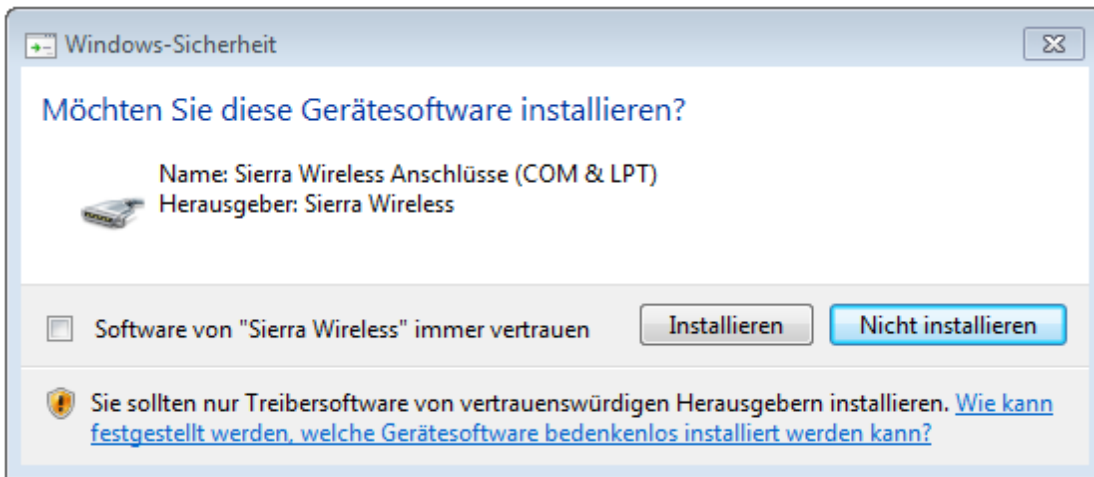 Windows-Sicherheit
Möchten Sie diese Gerätesoftware installieren?
Name: Sierra Wireless Anschlüsse (COM & LPT)
Herausgeber: Sierra Wireless
Software von "Sierra Wireless" immer vertrauen
Installieren
Nicht installieren
Sie sollten nur Treibersoftware von vertrauenswürdigen Herausgebern installieren. Wie kann
festgestellt werden, welche Gerätesoftware bedenkenlos installiert werden kann?